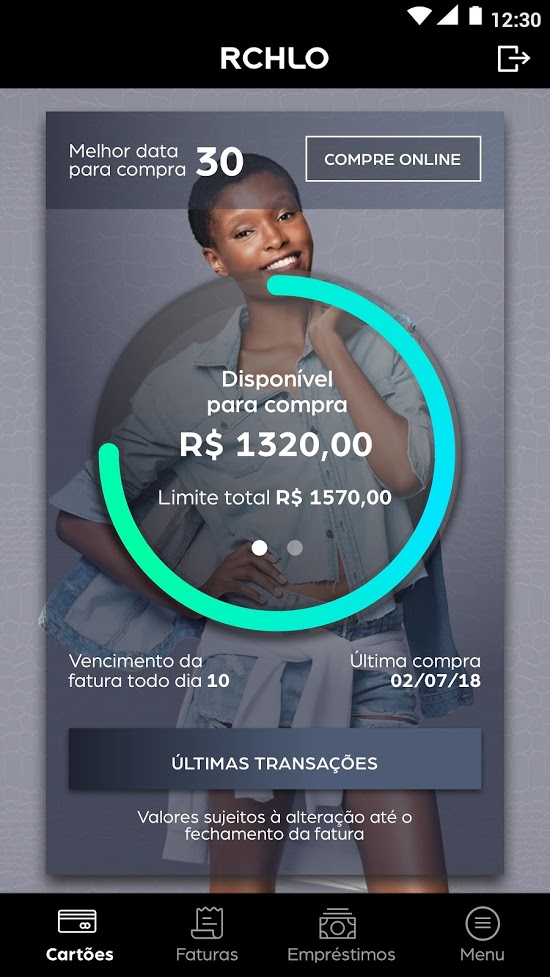 12:30
RCHLO
Melhor data
para compra 30
COMPRE ONLINE
Disponível
para compra
R$ 1320,00
Limite total R$ 1570,00
Vencimento da
fatura todo dia 10
Última compra
02/07/18
ÚLTIMAS TRANSAÇÕES
Valores sujeitos à alteração até o
fechamento da fatura
Cartões
Faturas
Empréstimos
Menu